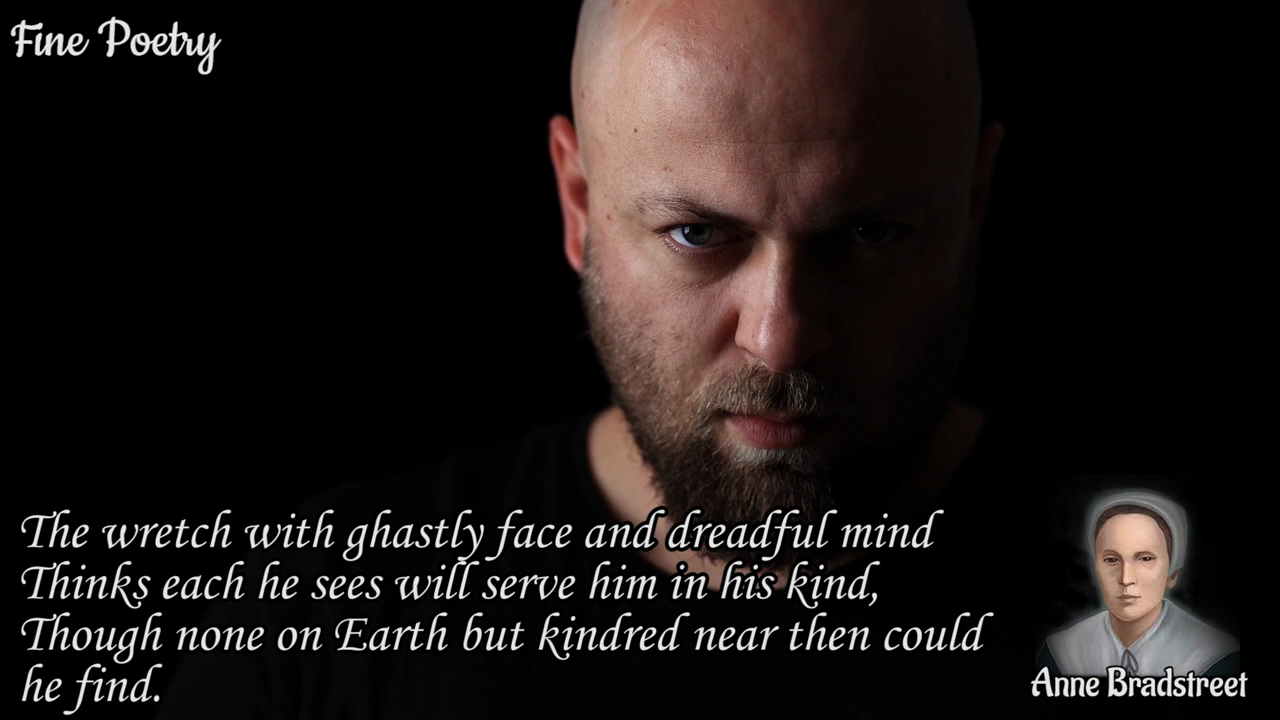 Fine Poetry
The wretch with ghastly face and dreadful mind
Thinks each he sees will serve him in his kind,
Though none on Earth but kindred near then could
he find.
Anne Bradstreet